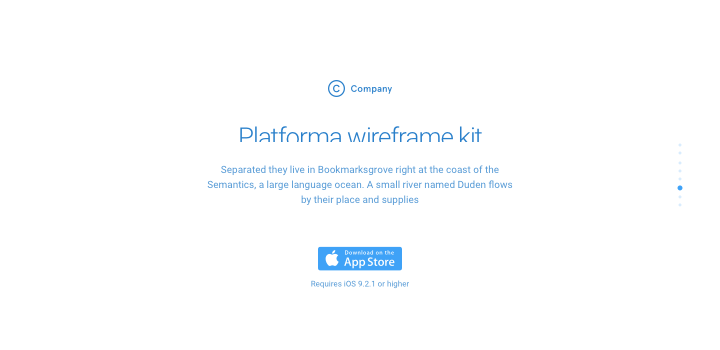 C Company
Platforma wireframe kit
Separated they live in Bookmarksgrove right at the coast of the
Semantics, a large language ocean. A small river named Duden flows
by their place and supplies
Download on the
App Store
Requires iOS 9.2.1 or higher